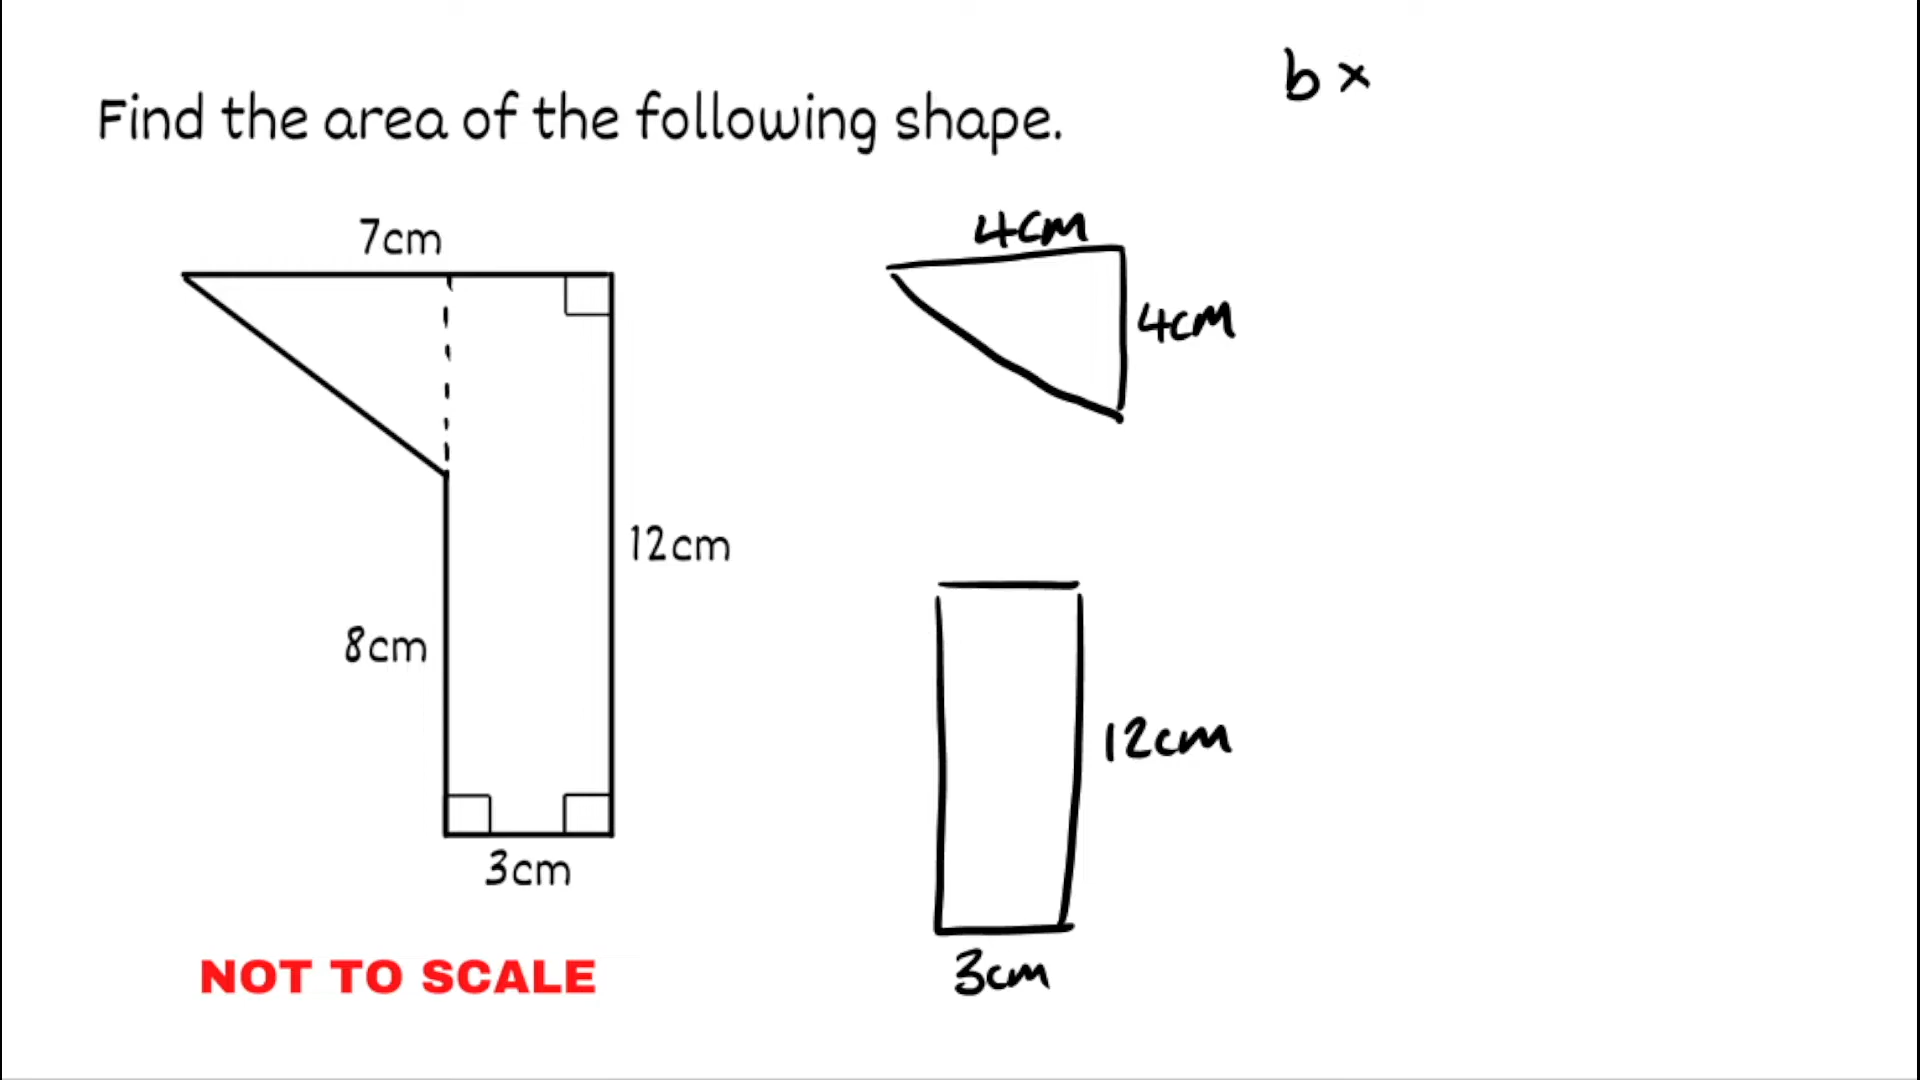 b ×
Find the area of the following shape.
7cm
4cm
4cm
12cm
8cm
12cm
3cm
3cm
NOT TO SCALE